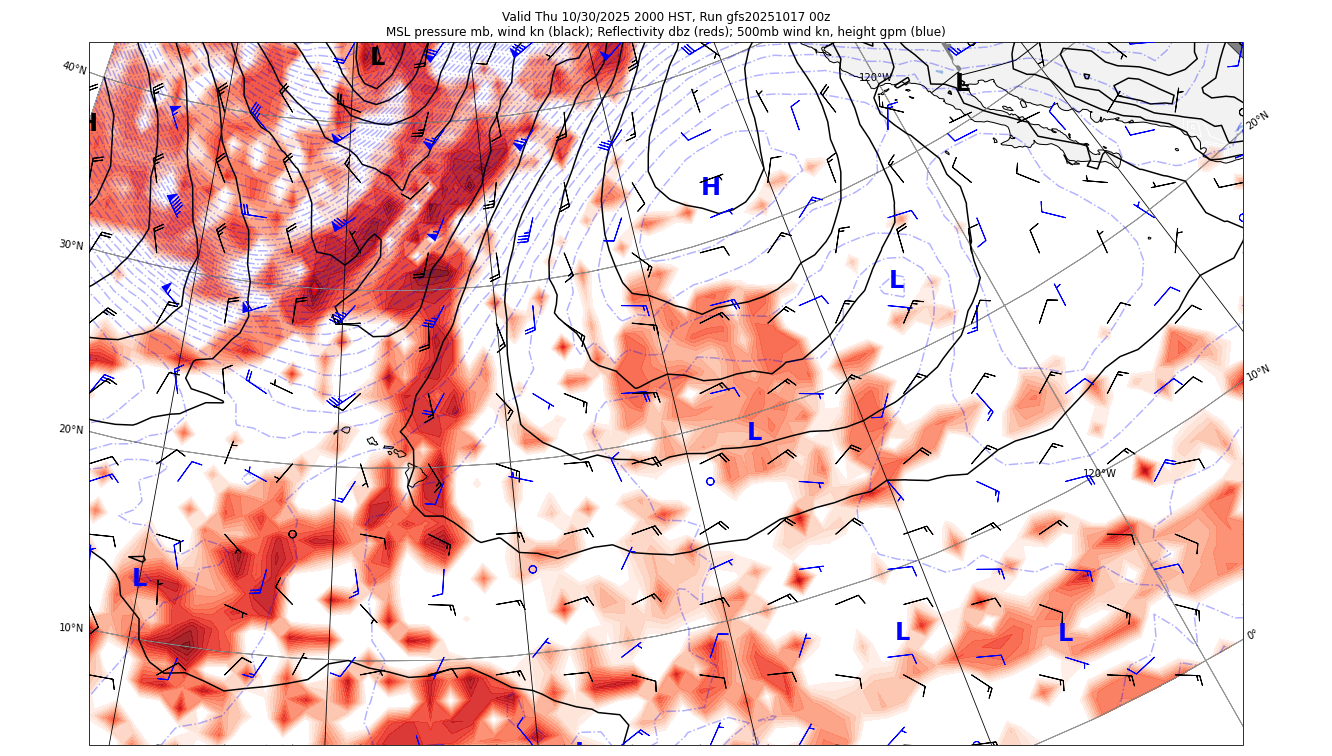 Valid Thu 10/30/2025 2000 HST, Run gfs20251017 00z
MSL pressure mb, wind kn (black); Reflectivity dbz (reds); 500mb wind kn, height gpm (blue)
L
40°N
120°W
L
H
20°N
H
30°N
L
10°N
20°N
L
120°W
L
10°N
L
L
0°